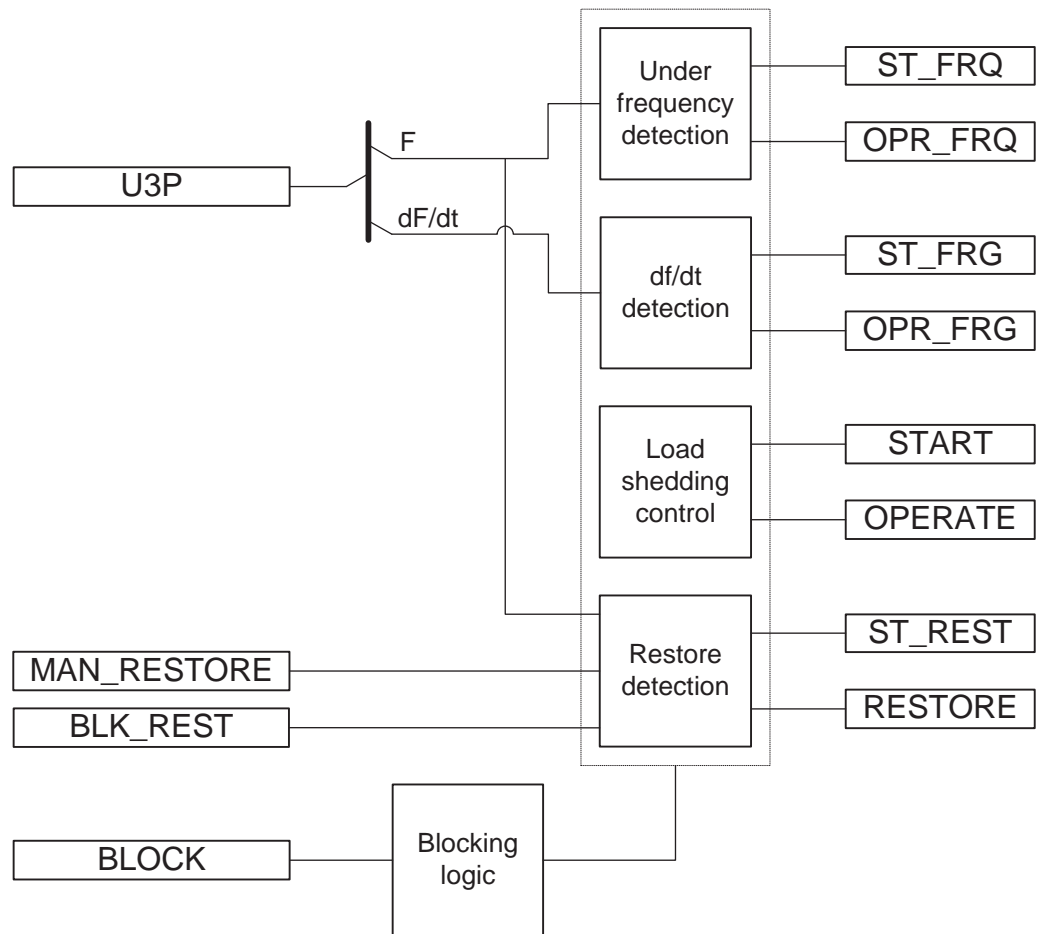 Under
frequency
detection
ST_FRQ
OPR_FRQ
F
U3P
dF/dt
df/dt
detection
ST_FRG
OPR_FRG
Load
shedding
control
START
OPERATE
Restore
detection
ST_REST
RESTORE
MAN_RESTORE
BLK_REST
Blocking
logic
BLOCK